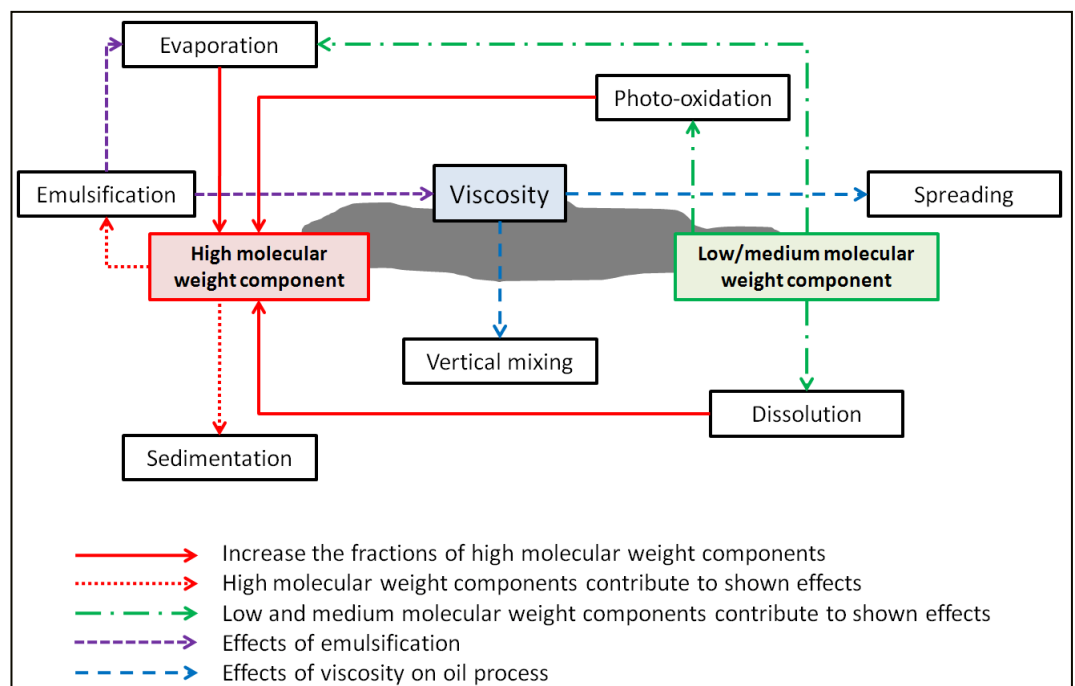 Evaporation
Photo-oxidation
Emulsification
Viscosity
Spreading
High molecular
weight component
Low/medium molecular
weight component
Vertical mixing
Dissolution
Sedimentation
Increase the fractions of high molecular weight components
High molecular weight components contribute to shown effects
Low and medium molecular weight components contribute to shown effects
Effects of emulsification
Effects of viscosity on oil process